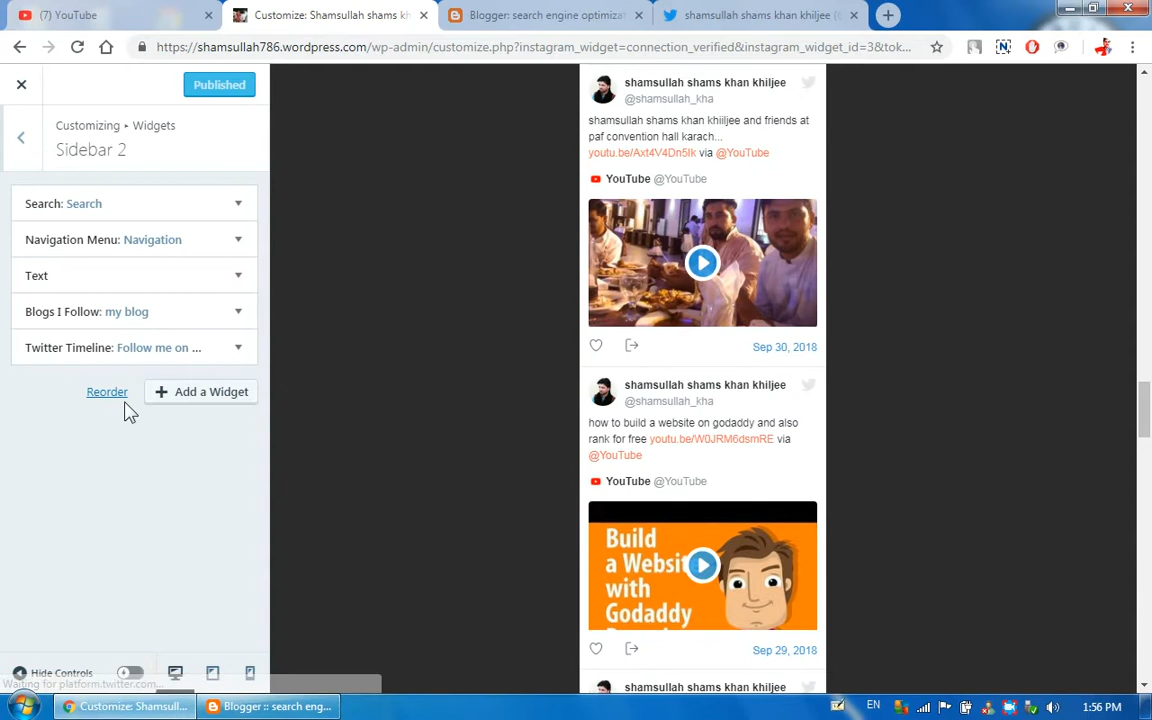 (7) YouTube
Customize: Shamsullah shams kh
Blogger: search engine optimizat
shamsullah shams khan khiljee (@
https://shamsullah786.wordpress.com/wp-admin/customize.php?instagram_widget=connection_verified&instagram_widget_id=3&tok...
Published
Customizing ▸ Widgets
Sidebar 2
Search: Search
Navigation Menu: Navigation
Text
Blogs I Follow: my blog
Twitter Timeline: Follow me on ...
Reorder
+ Add a Widget
Hide Controls
Waiting for platform.twitter.com...
shamsullah shams khan khiljee
@shamsullah_kha
shamsullah shams khan khiiljee and friends at
paf convention hall karach...
youtu.be/Axt4V4Dn5Ik via @YouTube
YouTube @YouTube
Sep 30, 2018
shamsullah shams khan khiljee
@shamsullah_kha
how to build a website on godaddy and also
rank for free youtu.be/W0JRM6dsmRE via
@YouTube
YouTube @YouTube
Build
a Website
with
Godaddy
Sep 29, 2018
shamsullah shams khan khiljee
Customize: Shamsull...
Blogger :: search eng...
EN
1:56 PM